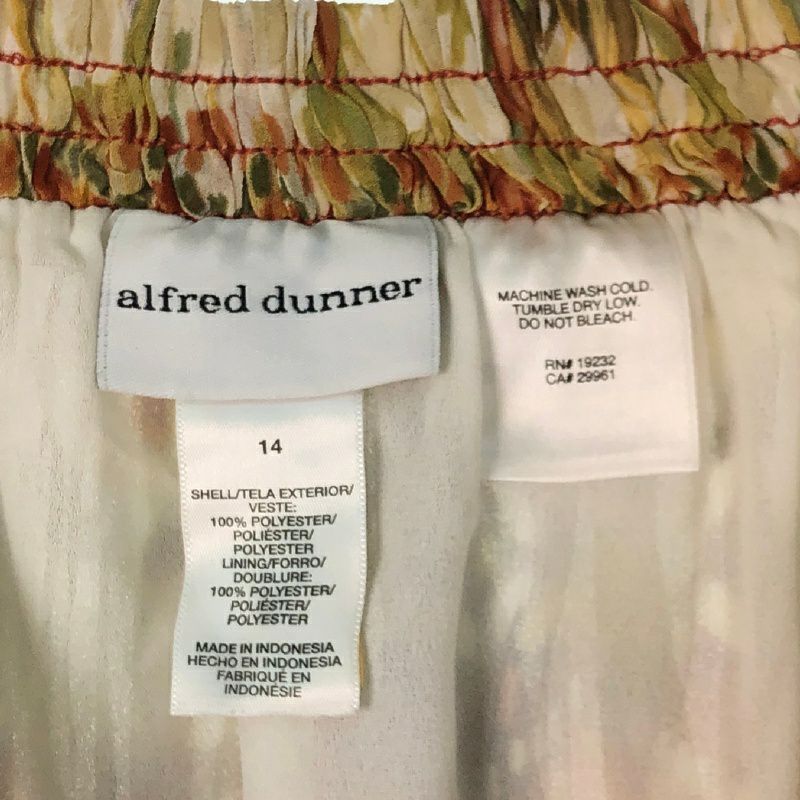 alfred dunner
14
SHELL/TELA EXTERIOR/
VESTE:
100% POLYESTER/
POLIÉSTER/
POLYESTER
LINING/FORRO/
DOUBLURE:
100% POLYESTER/
POLIÉSTER/
POLYESTER
MADE IN INDONESIA
HECHO EN INDONESIA
FABRIQUÉ EN
INDONÉSIE
MACHINE WASH COLD.
TUMBLE DRY LOW.
DO NOT BLEACH.
RN# 19232
CA# 29961